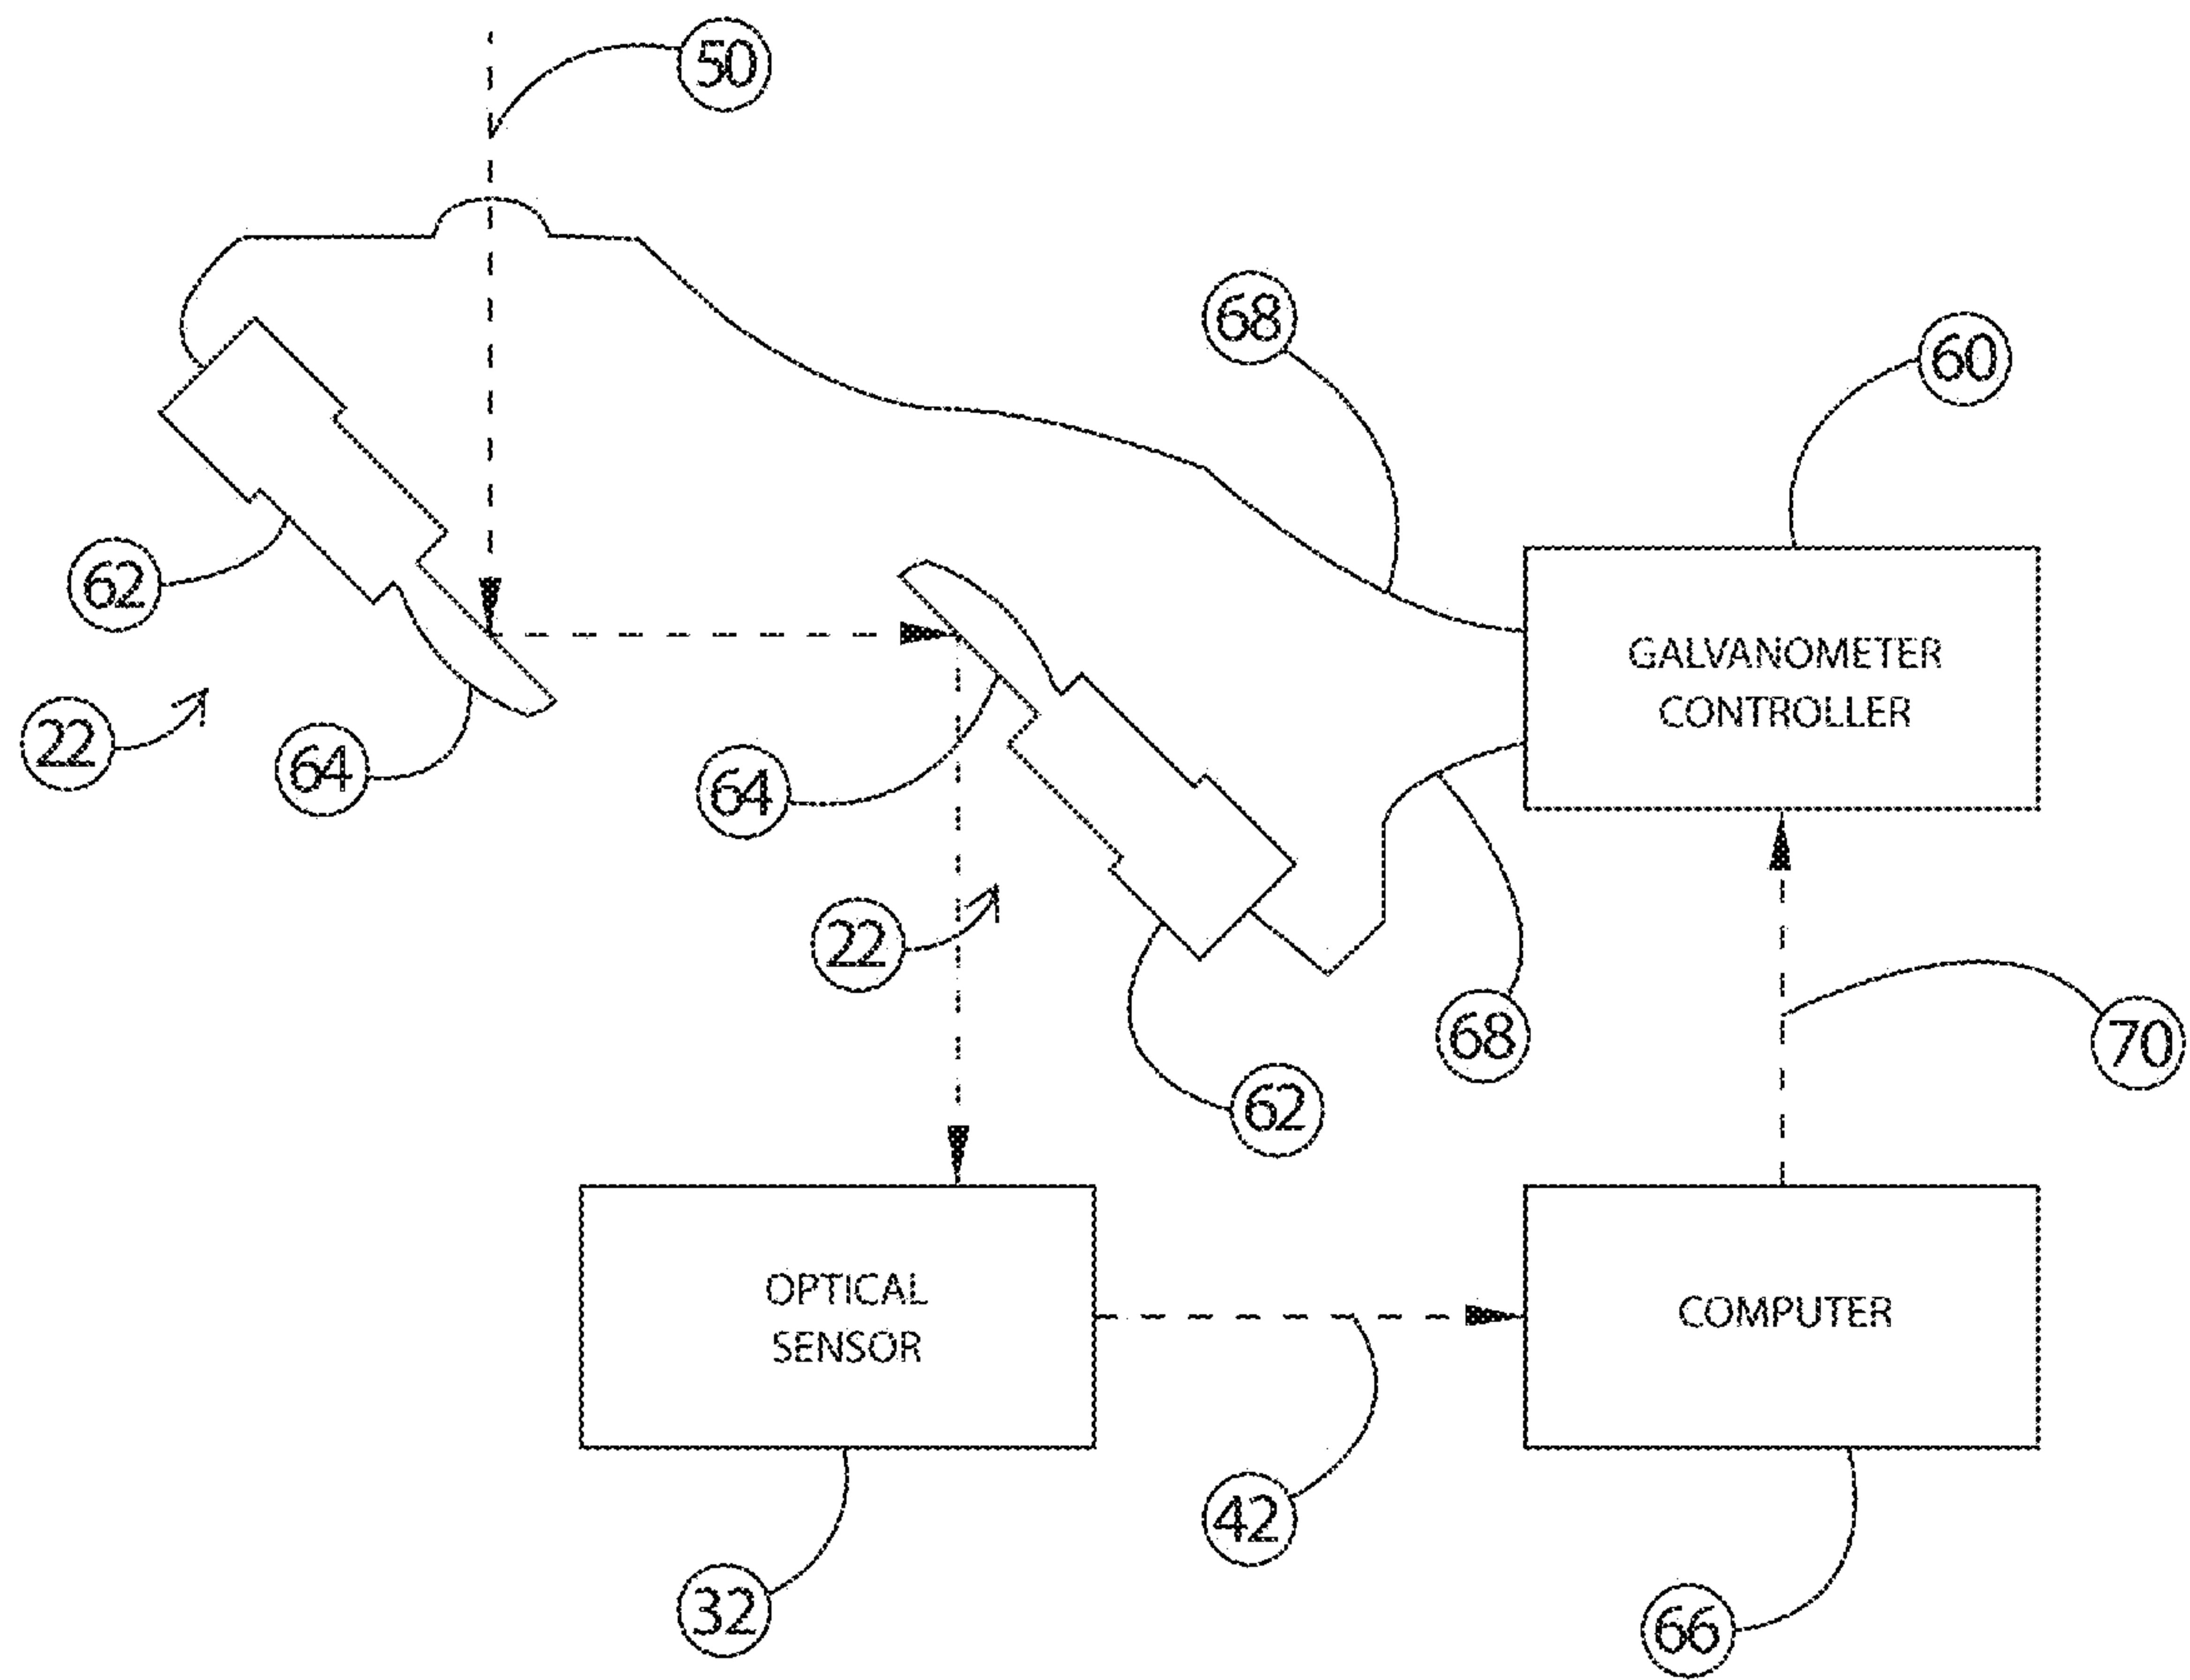 50
68
60
62
GALVANOMETER
CONTROLLER
22
64
64
22
68
70
62
OPTICAL
SENSOR
COMPUTER
42
32
66